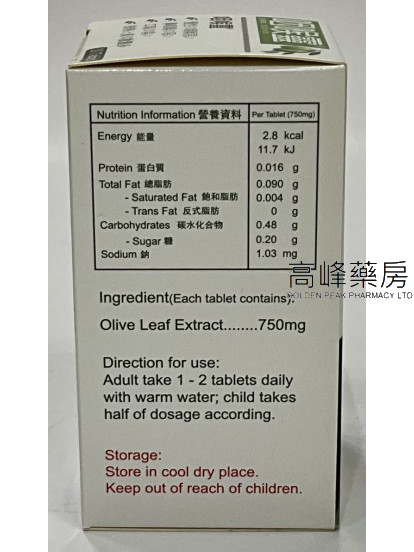 Nutrition Information 營養資料 Per Tablet (750mg)
Energy 能量 2.8 kcal
11.7 kJ
Protein 蛋白質 0.016 g
Total Fat 總脂肪 0.090 g
- Saturated Fat 飽和脂肪 0.004 g
- Trans Fat 反式脂肪 0 g
Carbohydrates 碳水化合物 0.48 g
- Sugar 糖 0.20 g
Sodium 鈉 1.03 mg
高峰藥房
GOLDEN PEAK PHARMACY LTD
Ingredient(Each tablet contains):
Olive Leaf Extract........750mg
Direction for use:
Adult take 1 - 2 tablets daily
with warm water; child takes
half of dosage according.
Storage:
Store in cool dry place.
Keep out of reach of children.